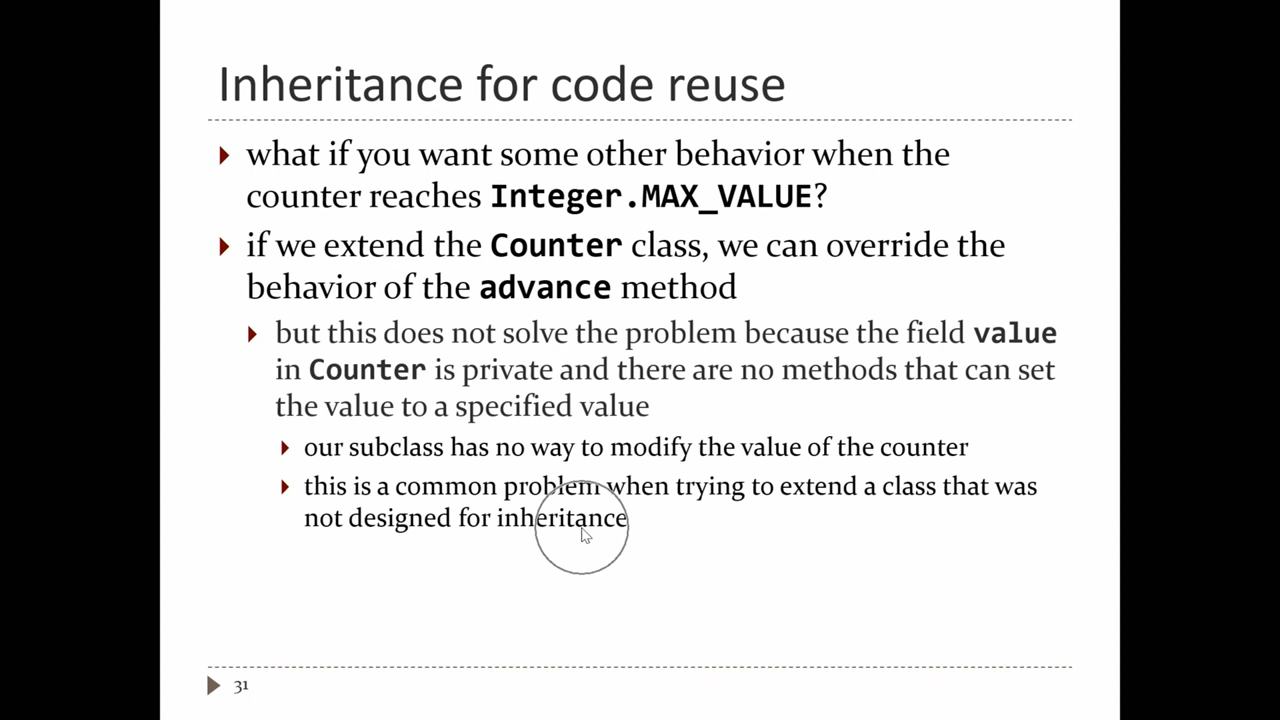 Inheritance for code reuse
what if you want some other behavior when the
counter reaches Integer.MAX_VALUE?
if we extend the Counter class, we can override the
behavior of the advance method
but this does not solve the problem because the field value
in Counter is private and there are no methods that can set
the value to a specified value
our subclass has no way to modify the value of the counter
this is a common problem when trying to extend a class that was
not designed for inheritance
31